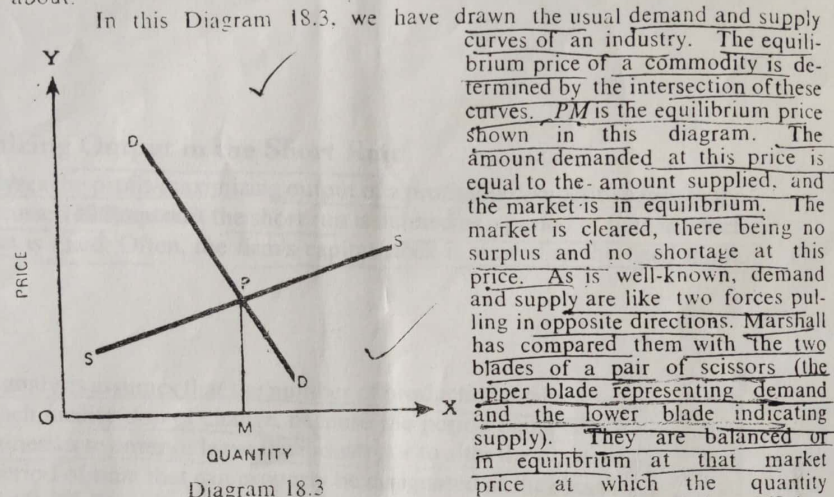 about.
In this Diagram 18.3. we have drawn the usual demand and supply
curves of an industry. The equili-
brium price of a commodity is de-
termined by the intersection of these
curves. PM is the equilibrium price
shown in this diagram. The
amount demanded at this price is
equal to the amount supplied, and
the market is in equilibrium. The
market is cleared, there being no
surplus and no shortage at this
price. As is well-known, demand
and supply are like two forces pul-
ling in opposite directions. Marshall
has compared them with the two
blades of a pair of scissors (the
upper blade representing demand
and the lower blade indicating
supply). They are balanced or
in equilibrium at that market
price at which the quantity
Y
D
S
P
PRICE
S
D
O
M
X
QUANTITY
Diagram 18.3